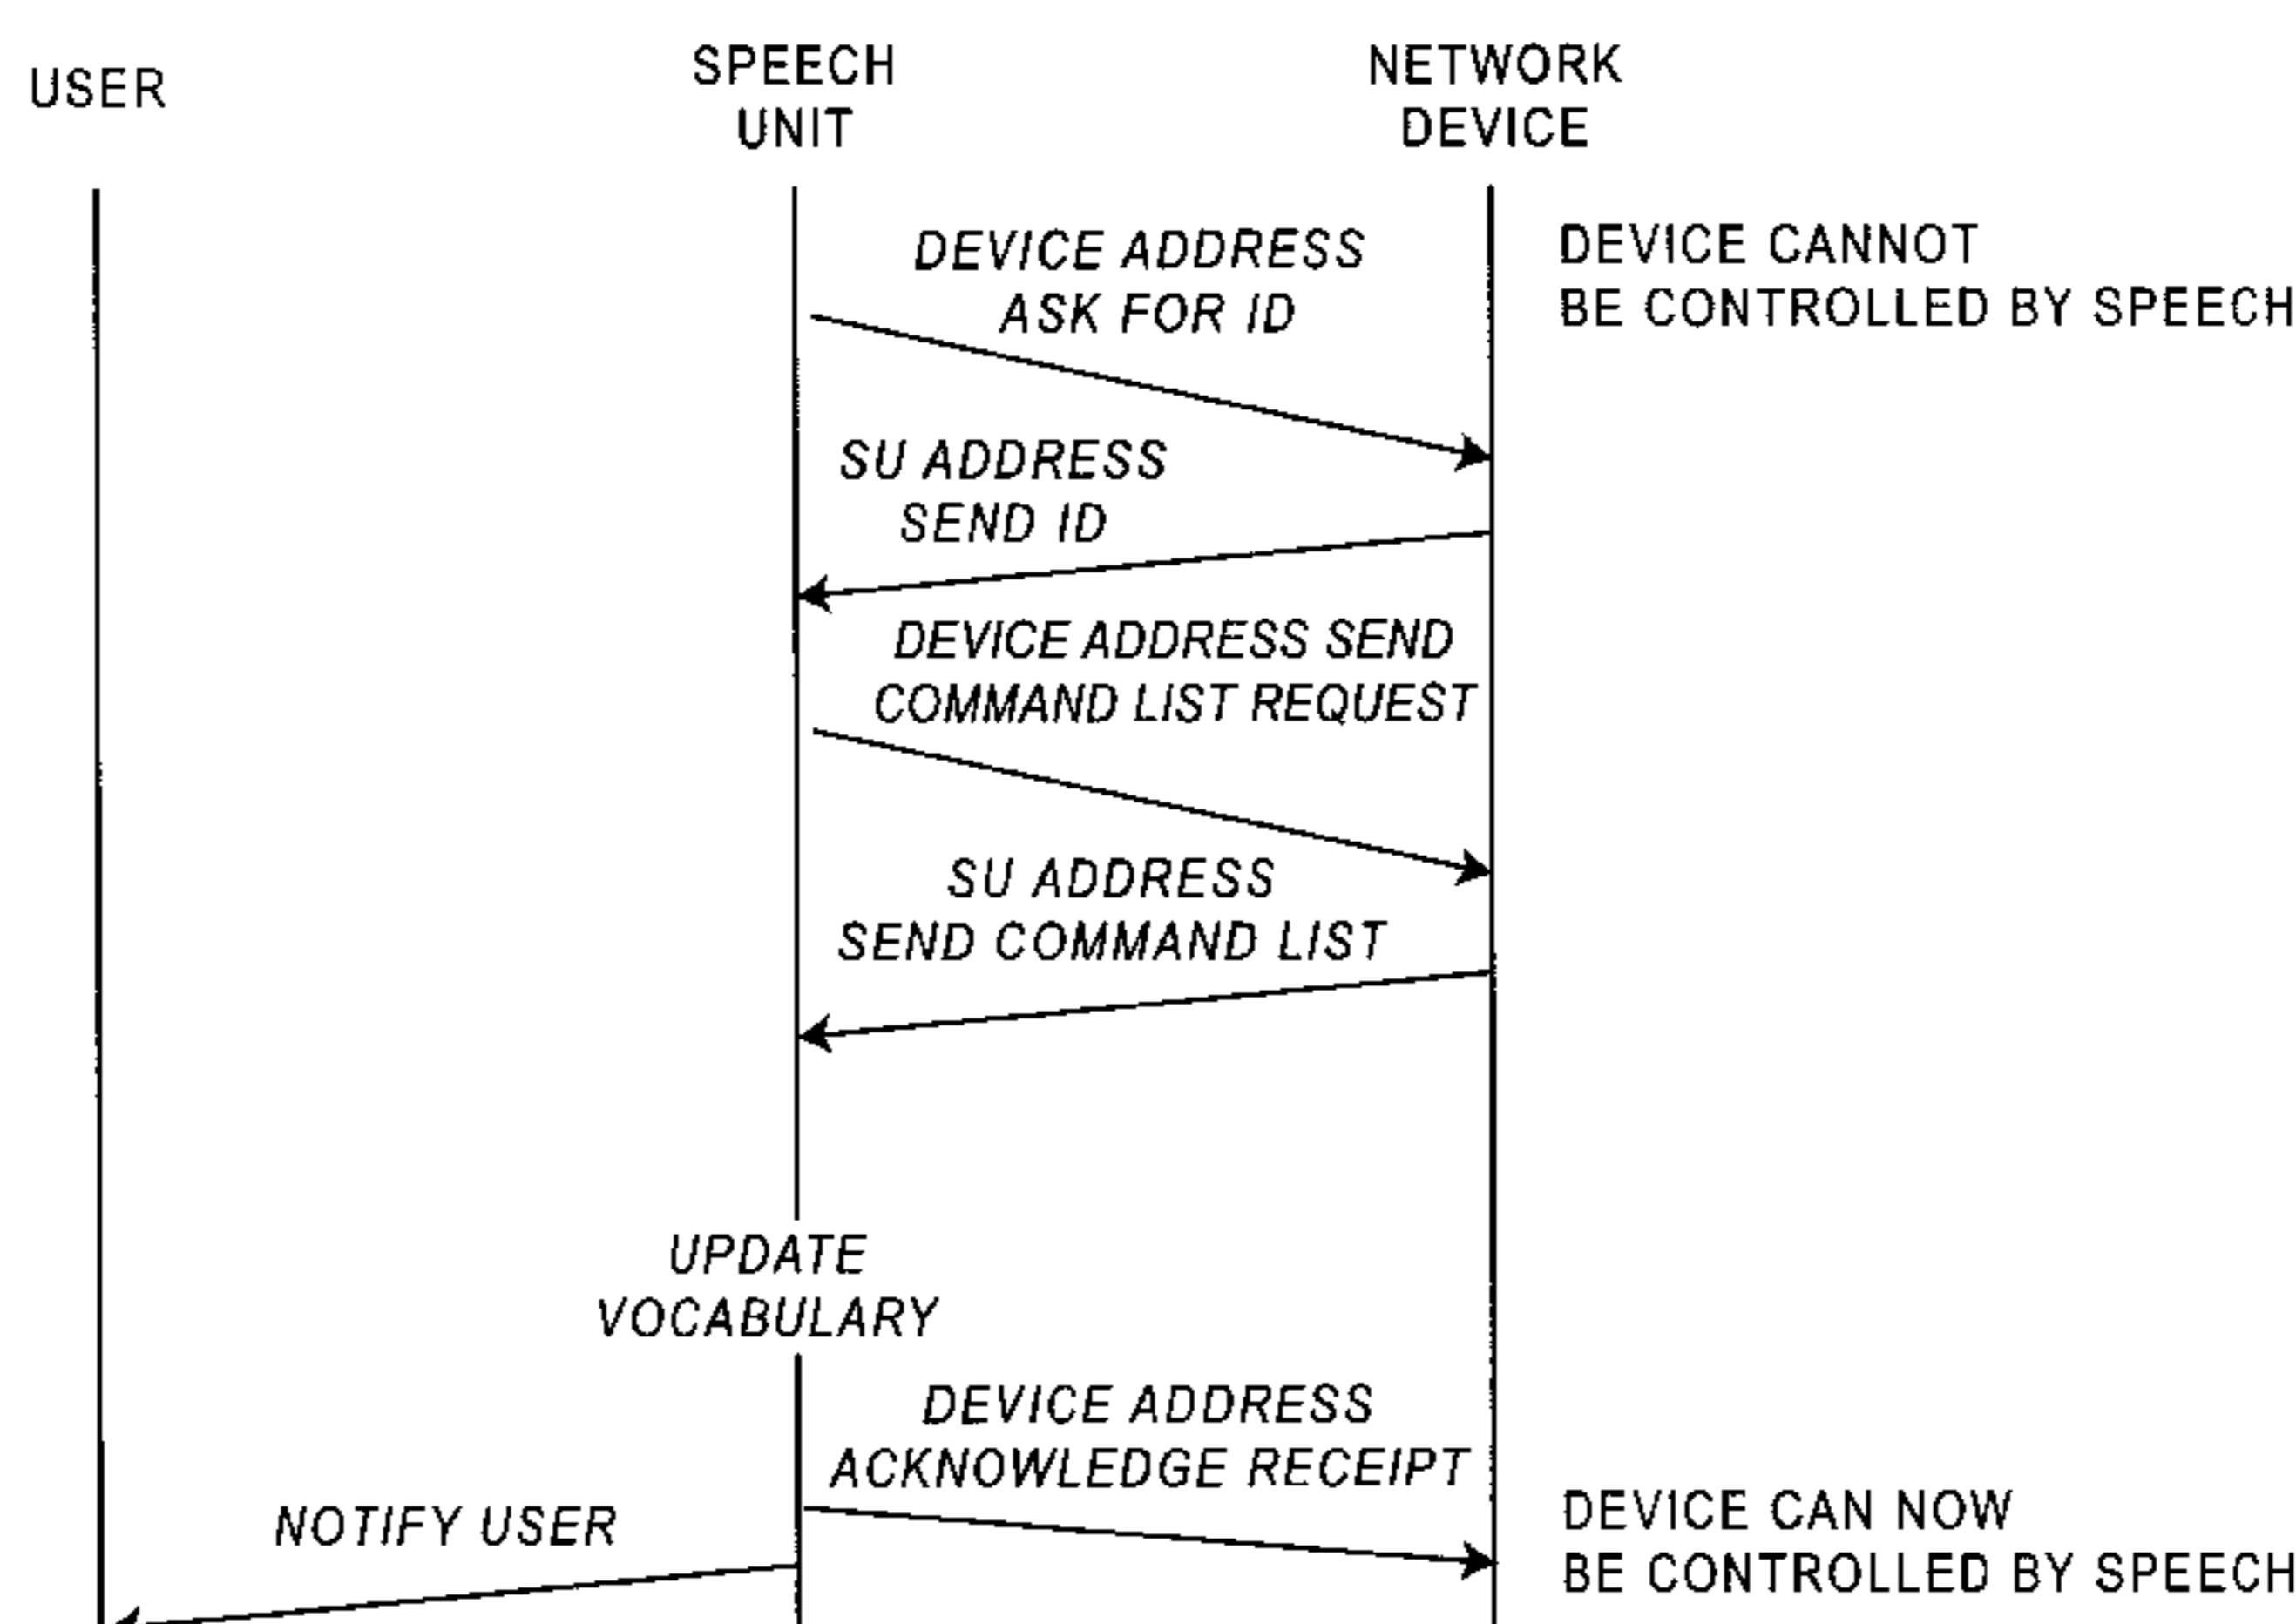 USER
SPEECH
UNIT
NETWORK
DEVICE
DEVICE ADDRESS
ASK FOR ID
DEVICE CANNOT
BE CONTROLLED BY SPEECH
SU ADDRESS
SEND ID
DEVICE ADDRESS SEND
COMMAND LIST REQUEST
SU ADDRESS
SEND COMMAND LIST
UPDATE
VOCABULARY
DEVICE ADDRESS
ACKNOWLEDGE RECEIPT
NOTIFY USER
DEVICE CAN NOW
BE CONTROLLED BY SPEECH